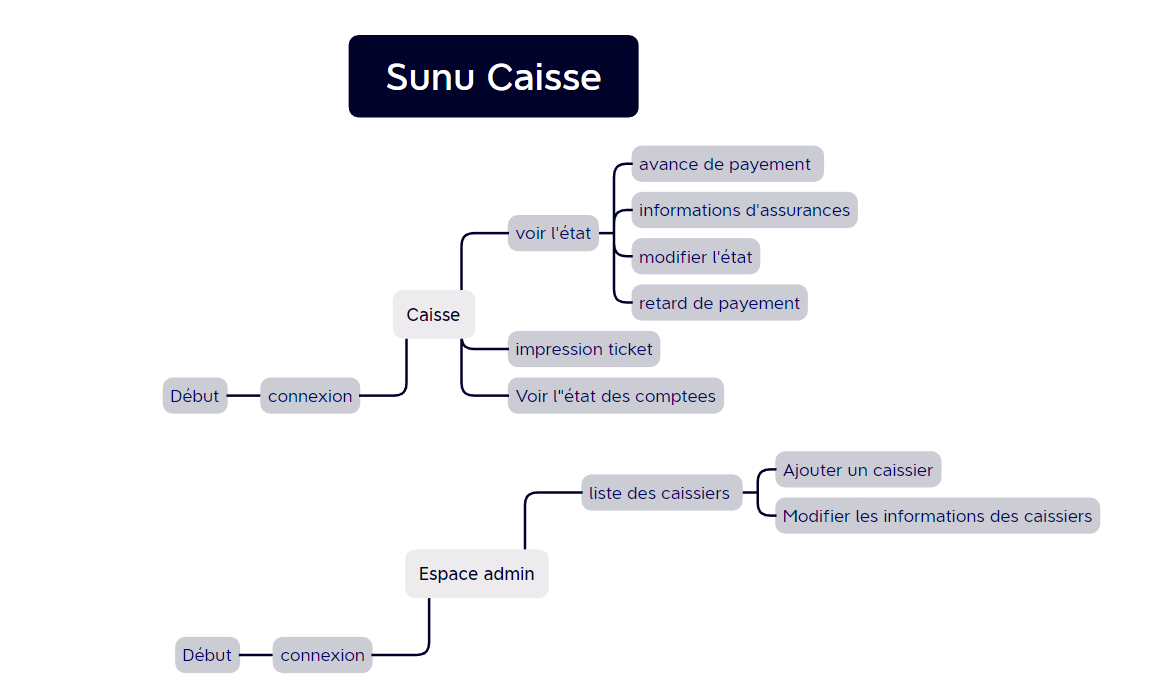 Sunu Caisse
avance de payement
informations d'assurances
voir l'état
modifier l'état
retard de payement
Caisse
impression ticket
Début
connexion
Voir l"état des comptees
Ajouter un caissier
liste des caissiers
Modifier les informations des caissiers
Espace admin
Début
connexion